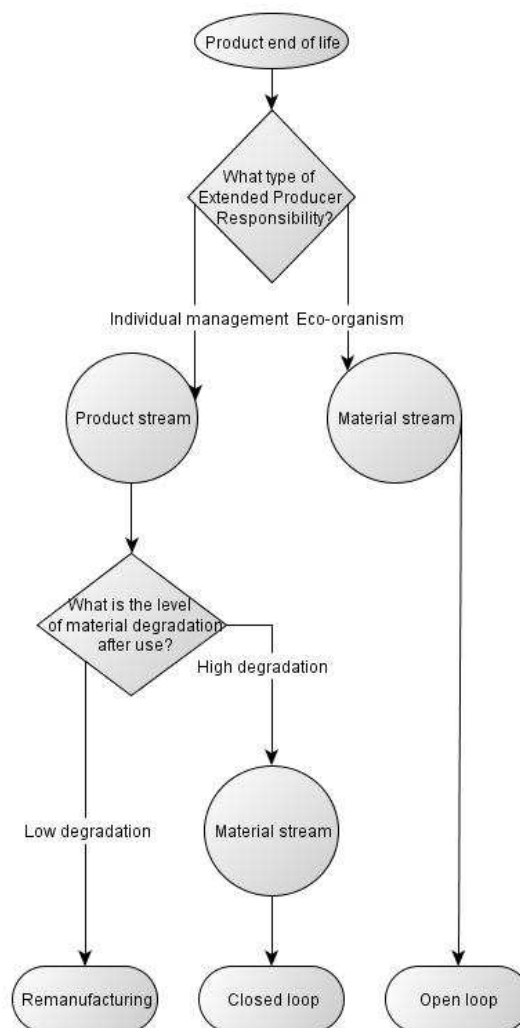 Product end of life
What type of
Extended Producer
Responsibility?
Individual management
Eco-organism
Product stream
Material stream
What is the level
of material degradation
after use?
High degradation
Low degradation
Material stream
Remanufacturing
Closed loop
Open loop